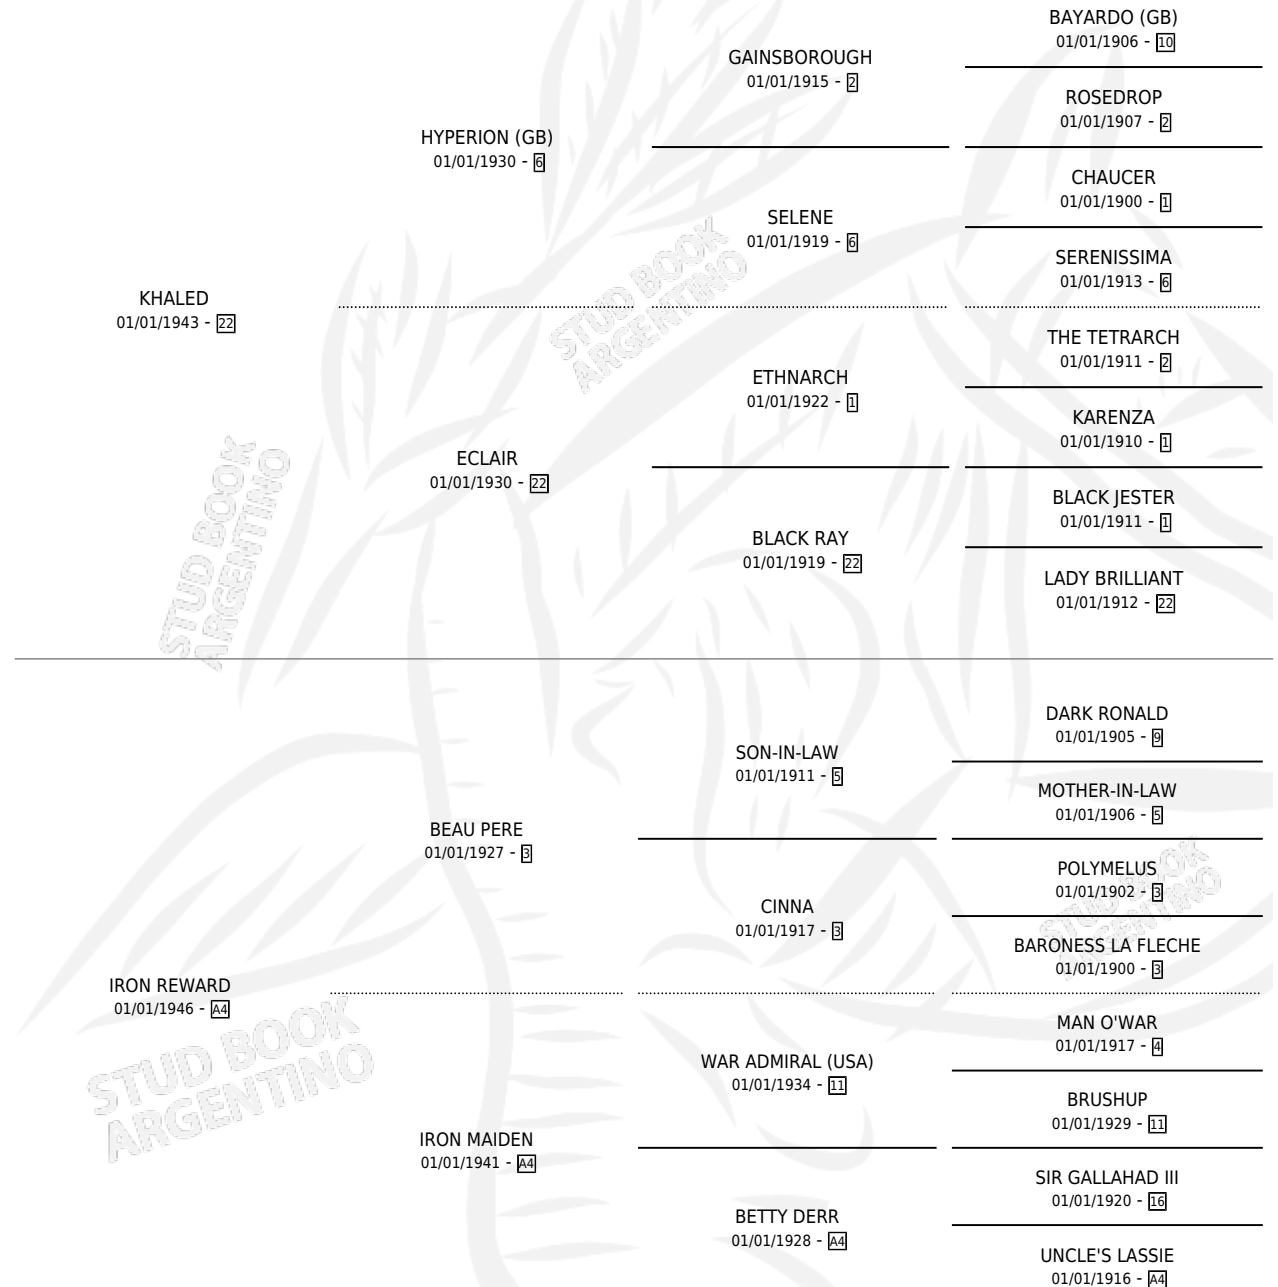 BAYARDO (GB)
01/01/1906 - 10
GAINSBOROUGH
01/01/1915 - 2
ROSEDROP
01/01/1907 - 2
HYPERION (GB)
01/01/1930 - 6
CHAUCER
01/01/1900 - 1
SELENE
01/01/1919 - 6
SERENISSIMA
01/01/1913 - 6
KHALED
01/01/1943 - 22
THE TETRARCH
01/01/1911 - 2
ETHNARCH
01/01/1922 - 1
KARENZA
01/01/1910 - 1
ECLAIR
01/01/1930 - 22
BLACK JESTER
01/01/1911 - 1
BLACK RAY
01/01/1919 - 22
LADY BRILLIANT
01/01/1912 - 22
STUD BOOK
ARGENTINO
STUD BOOK
ARGENTINO
DARK RONALD
01/01/1905 - 9
SON-IN-LAW
01/01/1911 - 5
MOTHER-IN-LAW
01/01/1906 - 5
BEAU PERE
01/01/1927 - 3
POLYMELUS
01/01/1902 - 3
CINNA
01/01/1917 - 3
BARONESS LA FLECHE
01/01/1900 - 3
STUD BOOK
ARGENTINO
IRON REWARD
01/01/1946 - A4
MAN O'WAR
01/01/1917 - 4
WAR ADMIRAL (USA)
01/01/1934 - 11
BRUSHUP
01/01/1929 - 11
IRON MAIDEN
01/01/1941 - A4
SIR GALLAHAD III
01/01/1920 - 16
BETTY DERR
01/01/1928 - A4
UNCLE'S LASSIE
01/01/1916 - A4
STUD BOOK
ARGENTINO